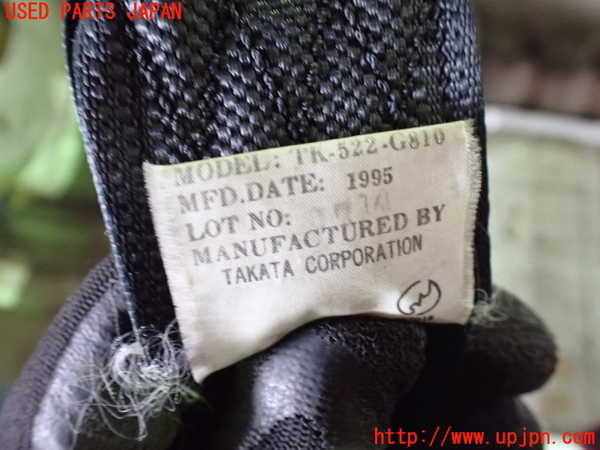 USED PARTS JAPAN
MODEL: TK-522-G810
MFD.DATE: 1995
LOT NO:
MANUFACTURED BY
TAKATA CORPORATION
http://www.upjpn.com/